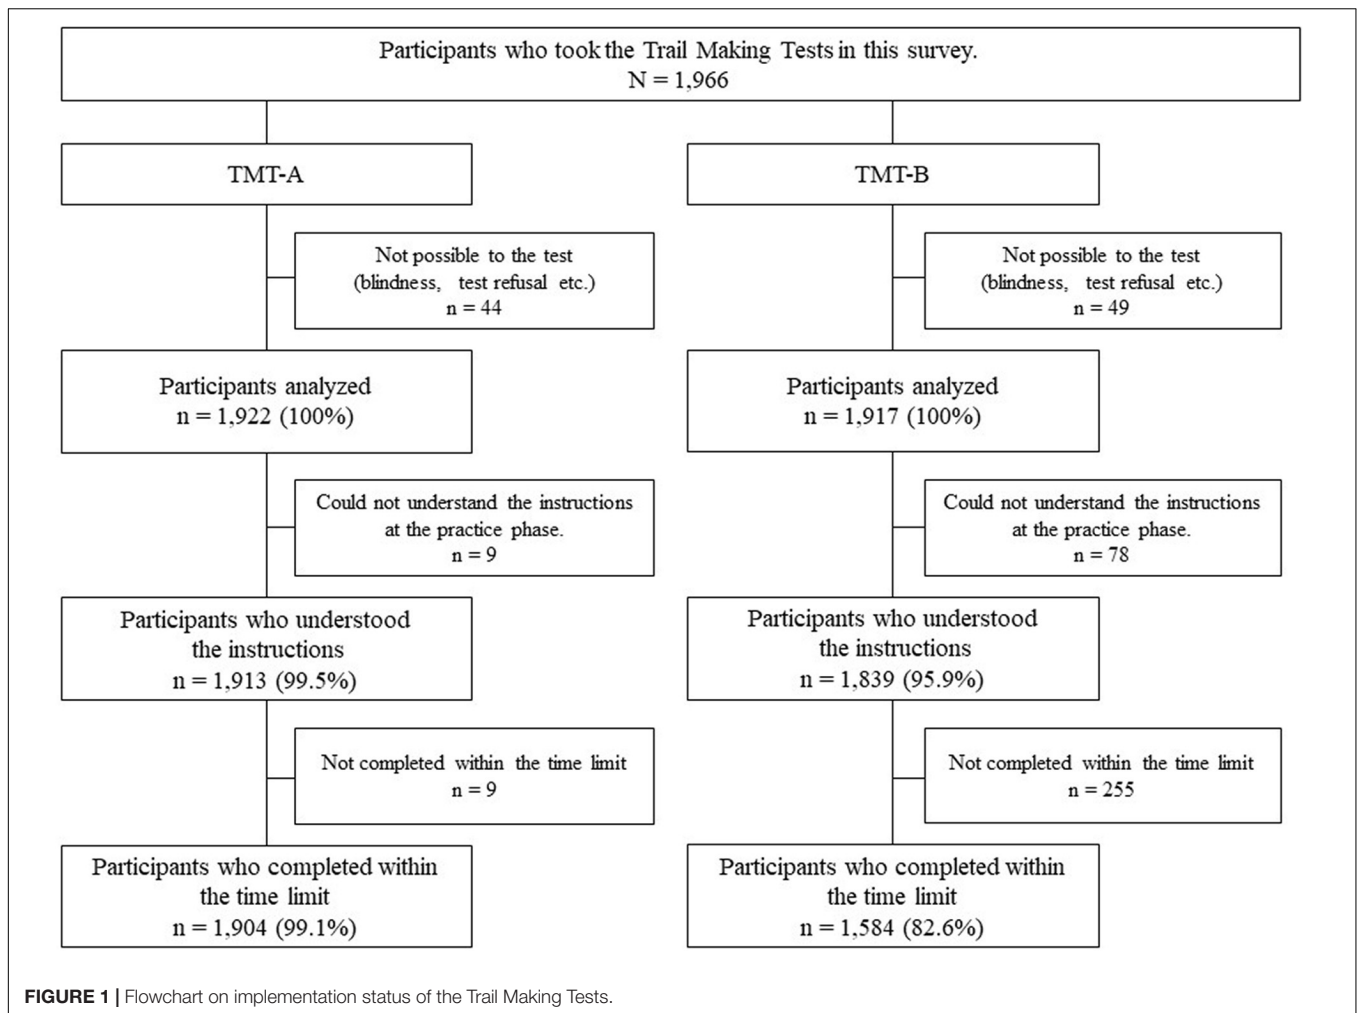 Participants who took the Trail Making Tests in this survey.
N = 1,966
TMT-A
Not possible to the test
(blindness, test refusal etc.)
n = 44
Participants analyzed
n = 1,922 (100%)
Could not understand the instructions
at the practice phase.
n = 9
Participants who understood
the instructions
n = 1,913 (99.5%)
Not completed within the time limit
n = 9
Participants who completed within
the time limit
n = 1,904 (99.1%)
TMT-B
Not possible to the test
(blindness, test refusal etc.)
n = 49
Participants analyzed
n = 1,917 (100%)
Could not understand the instructions
at the practice phase.
n = 78
Participants who understood
the instructions
n = 1,839 (95.9%)
Not completed within the time limit
n = 255
Participants who completed within
the time limit
n = 1,584 (82.6%)
FIGURE 1 | Flowchart on implementation status of the Trail Making Tests.